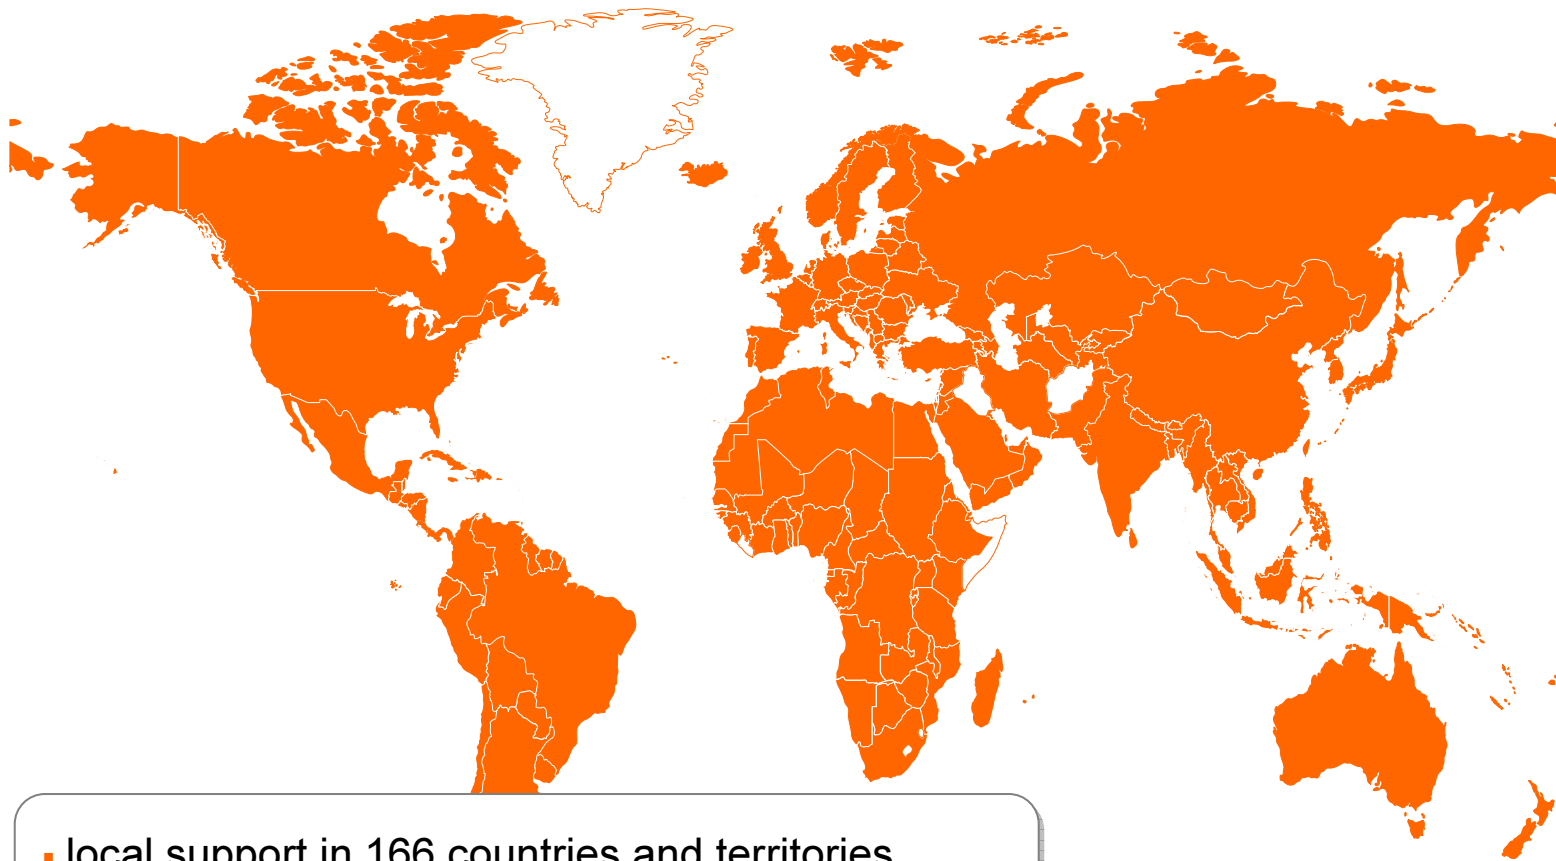 ▪ local support in 166 countries and territories